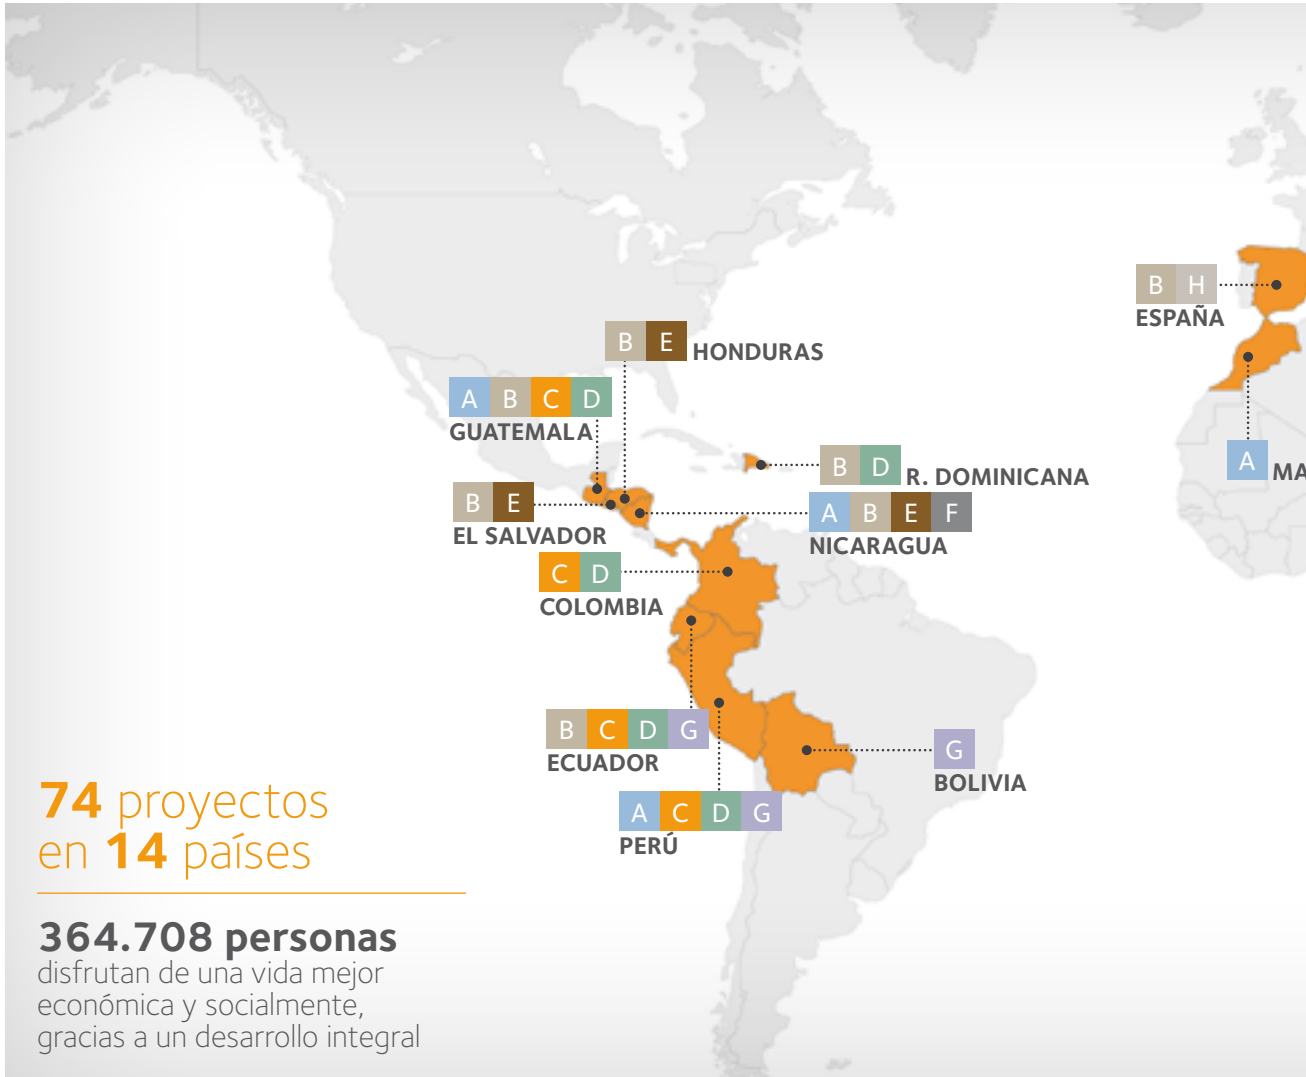 B H
ESPAÑA
B E HONDURAS
A B C D
GUATEMALA
B D R. DOMINICANA
A MA
B E
EL SALVADOR
A B E F
NICARAGUA
C D
COLOMBIA
B C D G
ECUADOR
G
BOLIVIA
A C D G
PERÚ
74 proyectos
en 14 países
364.708 personas
disfrutan de una vida mejor
económica y socialmente,
gracias a un desarrollo integral